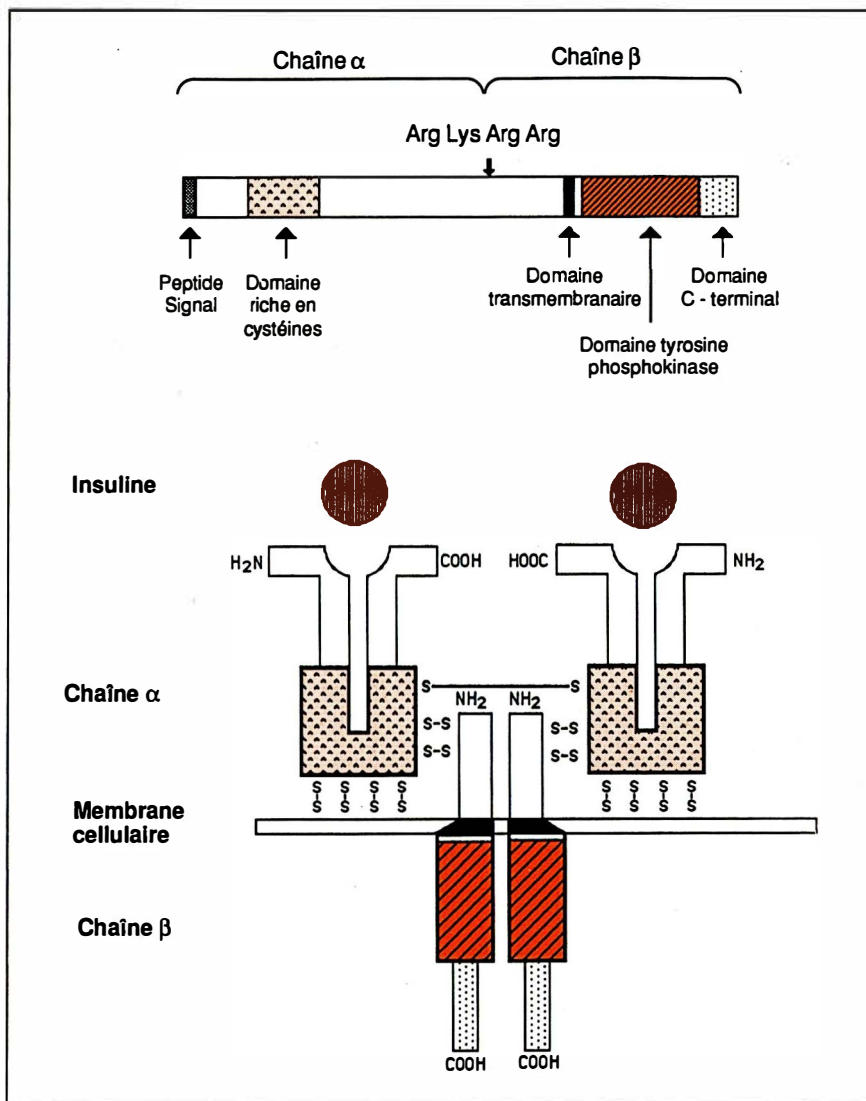 Chaîne α
Chaîne β
Arg Lys Arg Arg
Peptide
Signal
Domaine
riche en
cystéines
Domaine
transmembranaire
Domaine
C - terminal
Domaine tyrosine
phosphokinase
Insuline
H2N
COOH
HOOC
NH2
Chaîne α
S S
NH2 NH2
S-S S-S
S-S S-S
S S S S S S S S
S S S S S S S S
Membrane
cellulaire
Chaîne β
COOH COOH